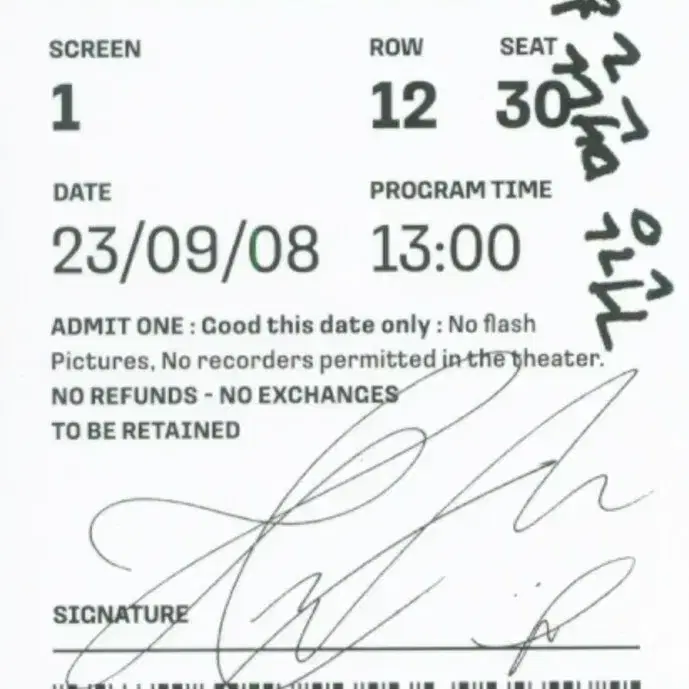 SCREEN ROW SEAT
1 12 30
DATE PROGRAM TIME
23/09/08 13:00
ADMIT ONE : Good this date only : No flash
Pictures, No recorders permitted in the theater.
NO REFUNDS - NO EXCHANGES
TO BE RETAINED
SIGNATURE